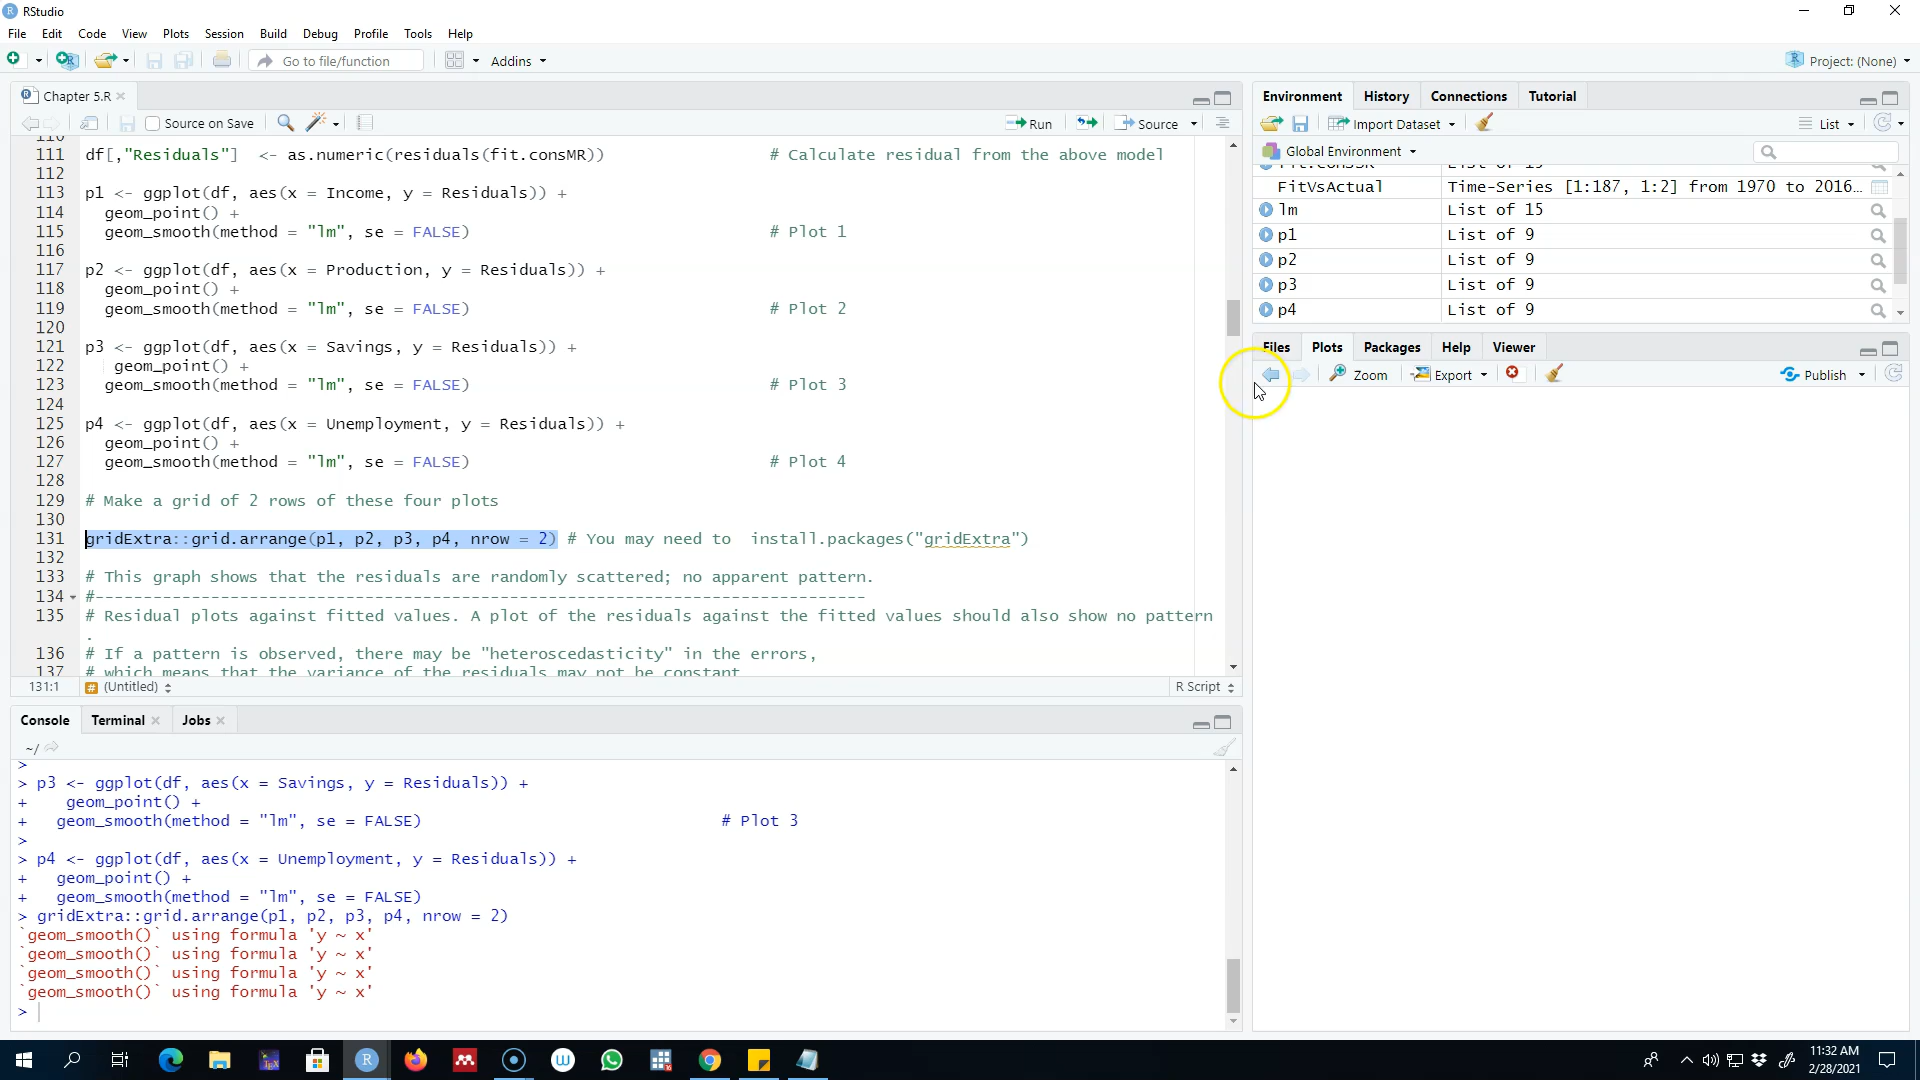 RStudio
File Edit Code View Plots Session Build Debug Profile Tools Help
Go to file/function Addins Project: (None)
Chapter 5.R
Source on Save Run Source
110
111 df[,"Residuals"] <- as.numeric(residuals(fit.consMR)) # Calculate residual from the above model
112
113 p1 <- ggplot(df, aes(x = Income, y = Residuals)) +
114 geom_point() +
115 geom_smooth(method = "lm", se = FALSE) # Plot 1
116
117 p2 <- ggplot(df, aes(x = Production, y = Residuals)) +
118 geom_point() +
119 geom_smooth(method = "lm", se = FALSE) # Plot 2
120
121 p3 <- ggplot(df, aes(x = Savings, y = Residuals)) +
122 geom_point() +
123 geom_smooth(method = "lm", se = FALSE) # Plot 3
124
125 p4 <- ggplot(df, aes(x = Unemployment, y = Residuals)) +
126 geom_point() +
127 geom_smooth(method = "lm", se = FALSE) # Plot 4
128
129 # Make a grid of 2 rows of these four plots
130
131 gridExtra::grid.arrange(p1, p2, p3, p4, nrow = 2) # You may need to install.packages("gridExtra")
132
133 # This graph shows that the residuals are randomly scattered; no apparent pattern.
134 #--------------------------------------------------------------------------------
135 # Residual plots against fitted values. A plot of the residuals against the fitted values should also show no pattern
.
136 # If a pattern is observed, there may be "heteroscedasticity" in the errors,
137 # which means that the variance of the residuals may not be constant
131:1 (Untitled) R Script
Console Terminal Jobs
~/
>
> p3 <- ggplot(df, aes(x = Savings, y = Residuals)) +
+ geom_point() +
+ geom_smooth(method = "lm", se = FALSE) # Plot 3
>
> p4 <- ggplot(df, aes(x = Unemployment, y = Residuals)) +
+ geom_point() +
+ geom_smooth(method = "lm", se = FALSE)
> gridExtra::grid.arrange(p1, p2, p3, p4, nrow = 2)
`geom_smooth()` using formula 'y ~ x'
`geom_smooth()` using formula 'y ~ x'
`geom_smooth()` using formula 'y ~ x'
`geom_smooth()` using formula 'y ~ x'
>
Environment History Connections Tutorial
Import Dataset List
Global Environment
FitVsActual Time-Series [1:187, 1:2] from 1970 to 2016…
lm List of 15
p1 List of 9
p2 List of 9
p3 List of 9
p4 List of 9
Files Plots Packages Help Viewer
Zoom Export Publish
11:32 AM
2/28/2021